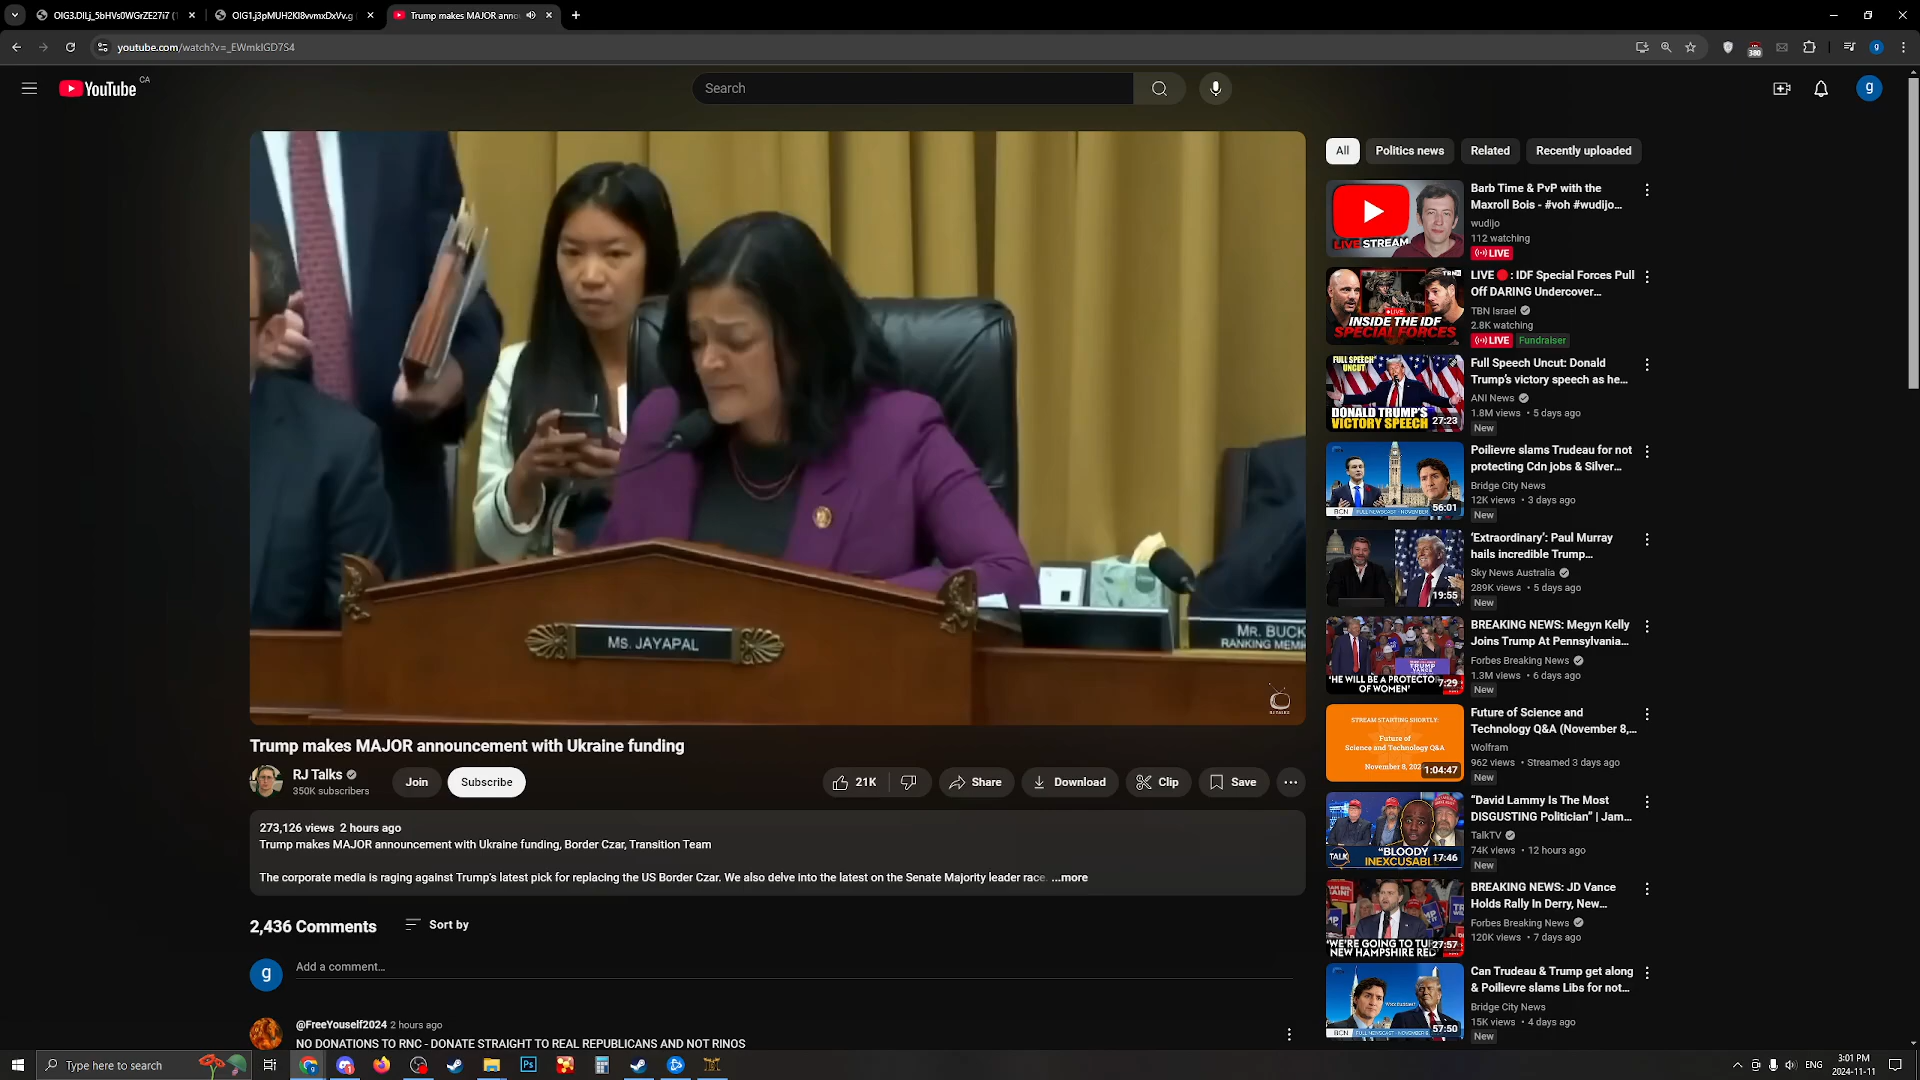 OIG3.DILj_5bHVs0WGrZE27i7 (1
OIG1.j3pMUH2KI8vvmxDxVv.g (
Trump makes MAJOR anno
youtube.com/watch?v=_EWmkIGD7S4
380
g
YouTube CA
Search
g
All
Politics news
Related
Recently uploaded
LIVE STREAM
Barb Time & PvP with the
Maxroll Bois - #voh #wudijo...
wudijo
112 watching
LIVE
INSIDE THE IDF
SPECIAL FORCES
LIVE🔴: IDF Special Forces Pull
Off DARING Undercover...
TBN Israel
2.8K watching
LIVE
Fundraiser
FULL SPEECH
UNCUT
DONALD TRUMP'S
VICTORY SPEECH
27:23
Full Speech Uncut: Donald
Trump's victory speech as he...
ANI News
1.8M views • 5 days ago
New
BCN
56:01
Poilievre slams Trudeau for not
protecting Cdn jobs & Silver...
Bridge City News
12K views • 3 days ago
New
19:55
'Extraordinary': Paul Murray
hails incredible Trump...
Sky News Australia
289K views • 5 days ago
New
TRUMP
VANCE
'HE WILL BE A PROTECTOR
OF WOMEN'
7:29
BREAKING NEWS: Megyn Kelly
Joins Trump At Pennsylvania...
Forbes Breaking News
1.3M views • 6 days ago
New
STREAM STARTING SHORTLY:
Future of
Science and Technology Q&A
November 8, 202
1:04:47
Future of Science and
Technology Q&A (November 8,...
Wolfram
962 views • Streamed 3 days ago
New
TALK
"BLOODY
INEXCUSABL
17:46
"David Lammy Is The Most
DISGUSTING Politician" | Jam...
TalkTV
74K views • 12 hours ago
New
'WE'RE GOING TO TU
NEW HAMPSHIRE RED'
27:57
BREAKING NEWS: JD Vance
Holds Rally In Derry, New...
Forbes Breaking News
120K views • 7 days ago
BCN
57:50
Can Trudeau & Trump get along
& Poilievre slams Libs for not...
Bridge City News
15K views • 4 days ago
New
MS. JAYAPAL
MR. BUCK
RANKING MEM
RJ TALKS
Trump makes MAJOR announcement with Ukraine funding
RJ Talks
350K subscribers
Join
Subscribe
21K
Share
Download
Clip
Save
273,126 views 2 hours ago
Trump makes MAJOR announcement with Ukraine funding, Border Czar, Transition Team
The corporate media is raging against Trump's latest pick for replacing the US Border Czar. We also delve into the latest on the Senate Majority leader race. ...more
2,436 Comments
Sort by
g
Add a comment...
@FreeYouself2024 2 hours ago
NO DONATIONS TO RNC - DONATE STRAIGHT TO REAL REPUBLICANS AND NOT RINOS
Type here to search
Ps
ENG
3:01 PM
2024-11-11